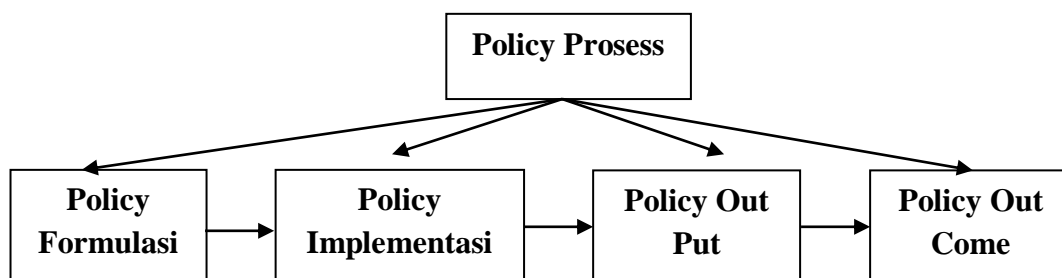 Policy Prosess
Policy
Formulasi
Policy
Implementasi
Policy Out
Put
Policy Out
Come